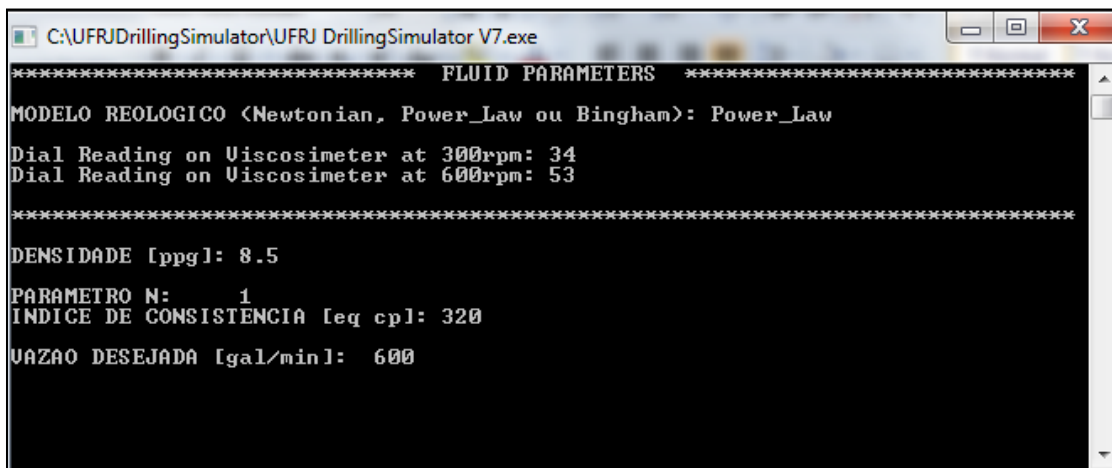 C:\UFRJDrillingSimulator\UFRJ DrillingSimulator V7.exe
****************************** FLUID PARAMETERS *****************************
MODELO REOLOGICO (Newtonian, Power_Law ou Bingham): Power_Law
Dial Reading on Viscosimeter at 300rpm: 34
Dial Reading on Viscosimeter at 600rpm: 53
*******************************************************************************
DENSIDADE [ppg]: 8.5
PARAMETRO N: 1
INDICE DE CONSISTENCIA [eq cp]: 320
VAZAO DESEJADA [gal/min]: 600